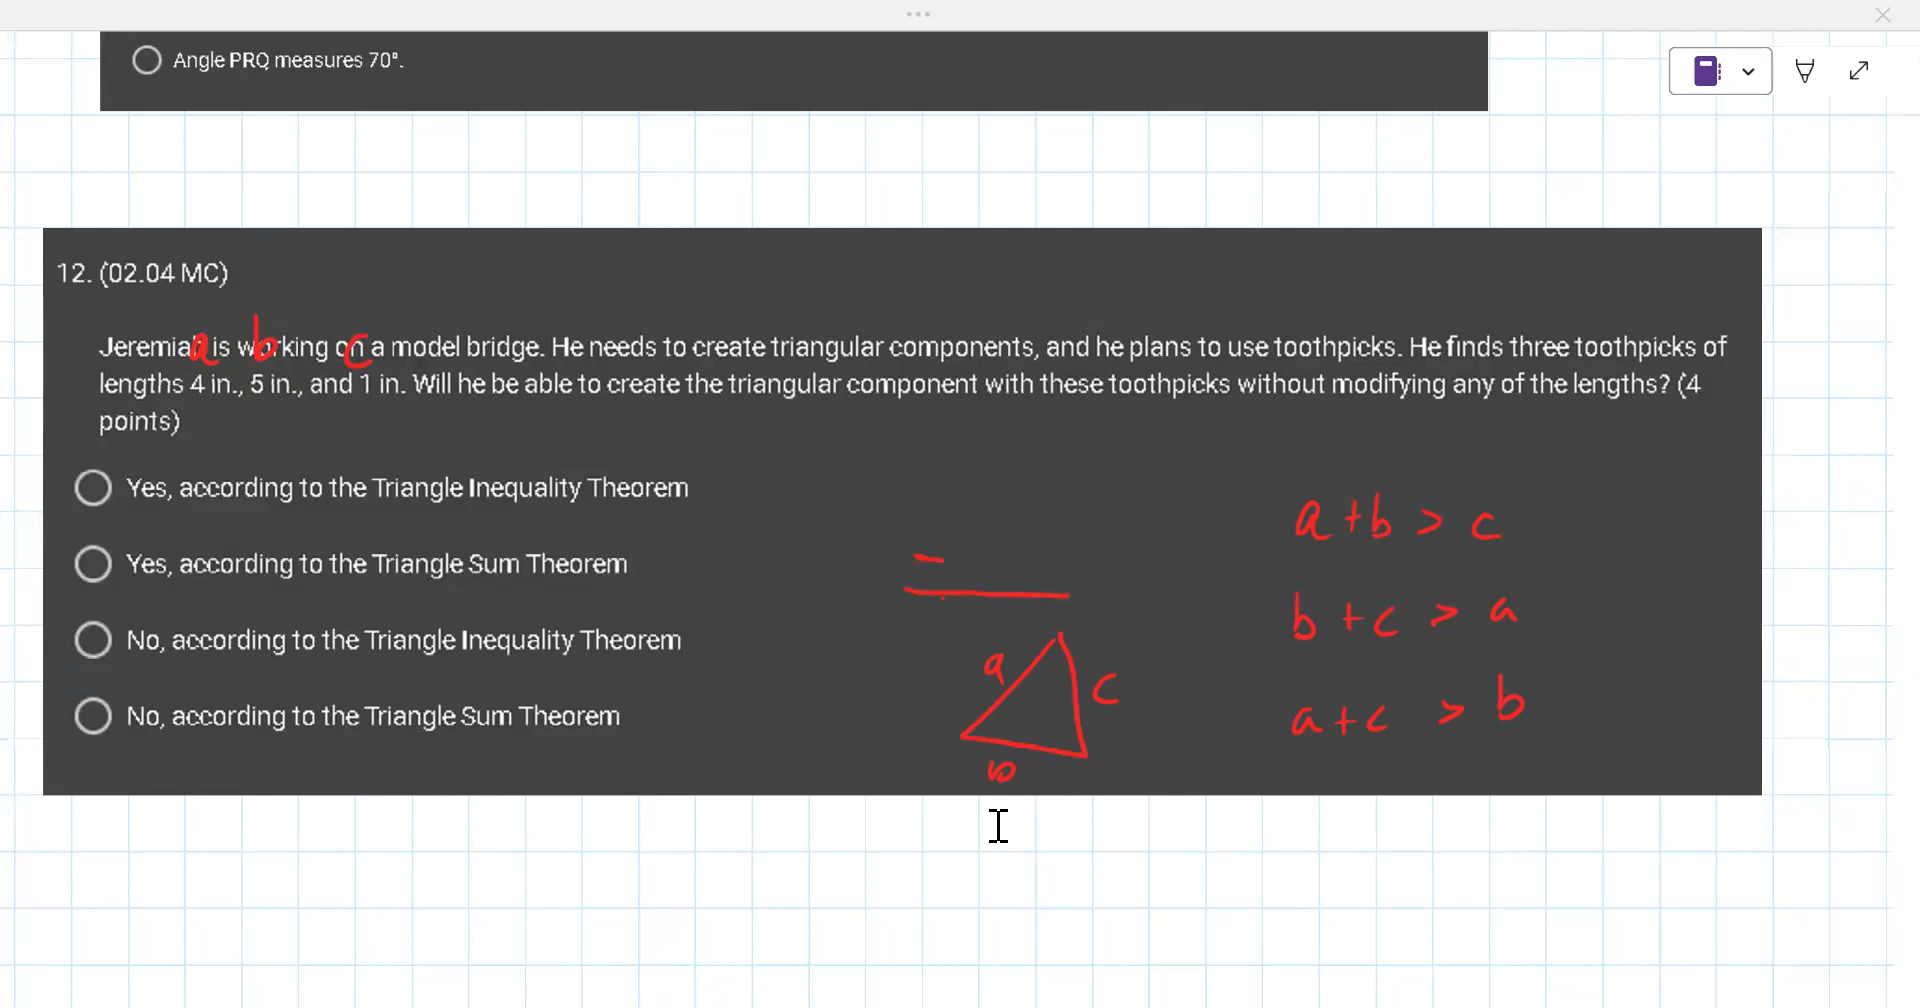 Angle PRQ measures 70°.
12. (02.04 MC)
a b c
Jeremiah is working on a model bridge. He needs to create triangular components, and he plans to use toothpicks. He finds three toothpicks of
lengths 4 in., 5 in., and 1 in. Will he be able to create the triangular component with these toothpicks without modifying any of the lengths? (4
points)
Yes, according to the Triangle Inequality Theorem
Yes, according to the Triangle Sum Theorem
No, according to the Triangle Inequality Theorem
No, according to the Triangle Sum Theorem
a
c
b
a + b > c
b + c > a
a + c > b